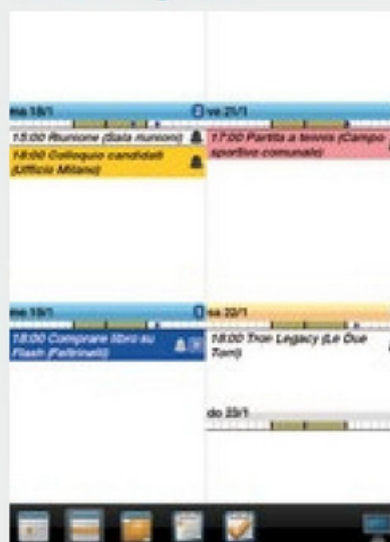 ma 18/1
15:00 Riunione (Sala riunioni)
18:00 Colloquio candidati
(Ufficio Milano)
me 19/1
18:00 Comprare libro su
Flash (Feltrinelli)
ve 21/1
17:00 Partita a tennis (Campo
sportivo comunale)
sa 22/1
18:00 Tron Legacy (Le Due
Torri)
do 23/1